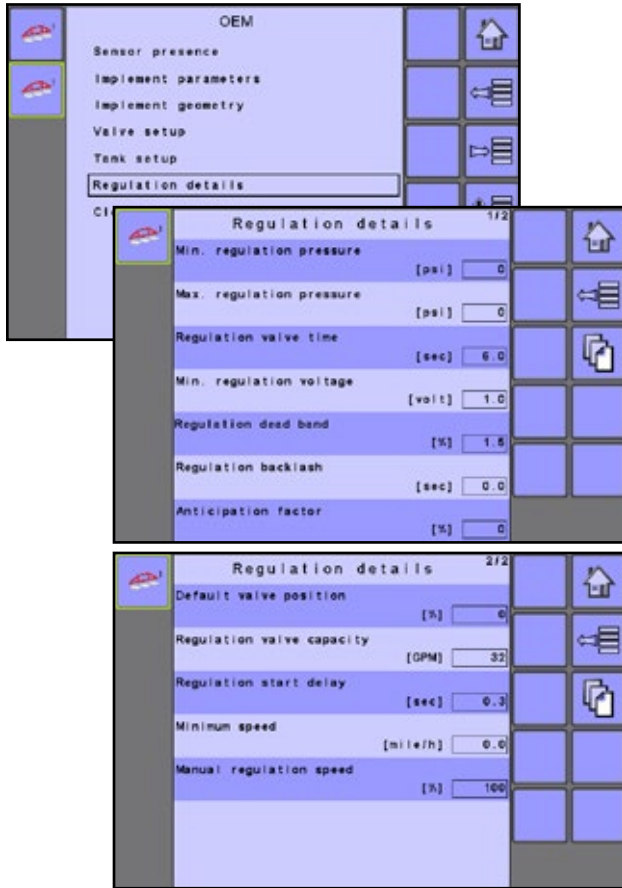 OEM
Sensor presence
Implement parameters
Implement geometry
Valve setup
Tank setup
Regulation details
Regulation details 1/2
Min. regulation pressure
[psi] 0
Max. regulation pressure
[psi] 0
Regulation valve time
[sec] 6.0
Min. regulation voltage
[volt] 1.0
Regulation dead band
[%] 1.5
Regulation backlash
[sec] 0.0
Anticipation factor
[%] 0
Regulation details 2/2
Default valve position
[%] 0
Regulation valve capacity
[GPM] 32
Regulation start delay
[sec] 0.3
Minimum speed
[mile/h] 0.0
Manual regulation speed
[%] 100